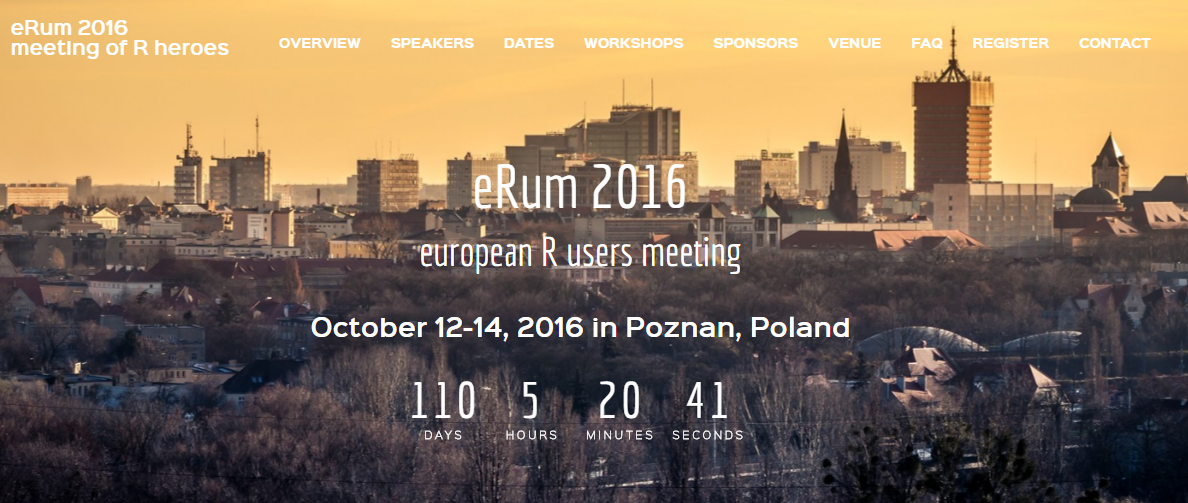 eRum 2016
meeting of R heroes
OVERVIEW SPEAKERS DATES WORKSHOPS SPONSORS VENUE FAQ REGISTER CONTACT
eRum 2016
european R users meeting
October 12-14, 2016 in Poznan, Poland
110 5 20 41
DAYS HOURS MINUTES SECONDS